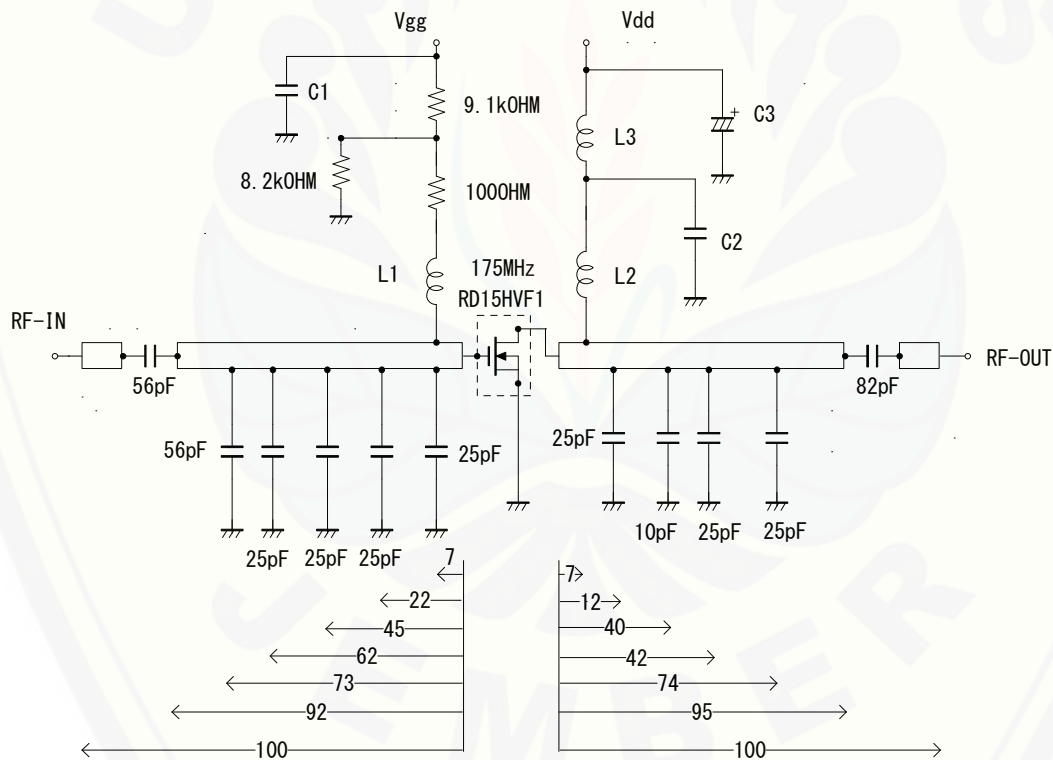 Vgg
Vdd
C1
9.1kOHM
C3
L3
8.2kOHM
100OHM
C2
L1
175MHz
L2
RD15HVF1
RF-IN
RF-OUT
56pF
82pF
56pF
25pF
25pF
25pF
25pF
25pF
10pF
25pF
25pF
7
7
22
12
45
40
62
42
73
74
92
95
100
100
JEMBER